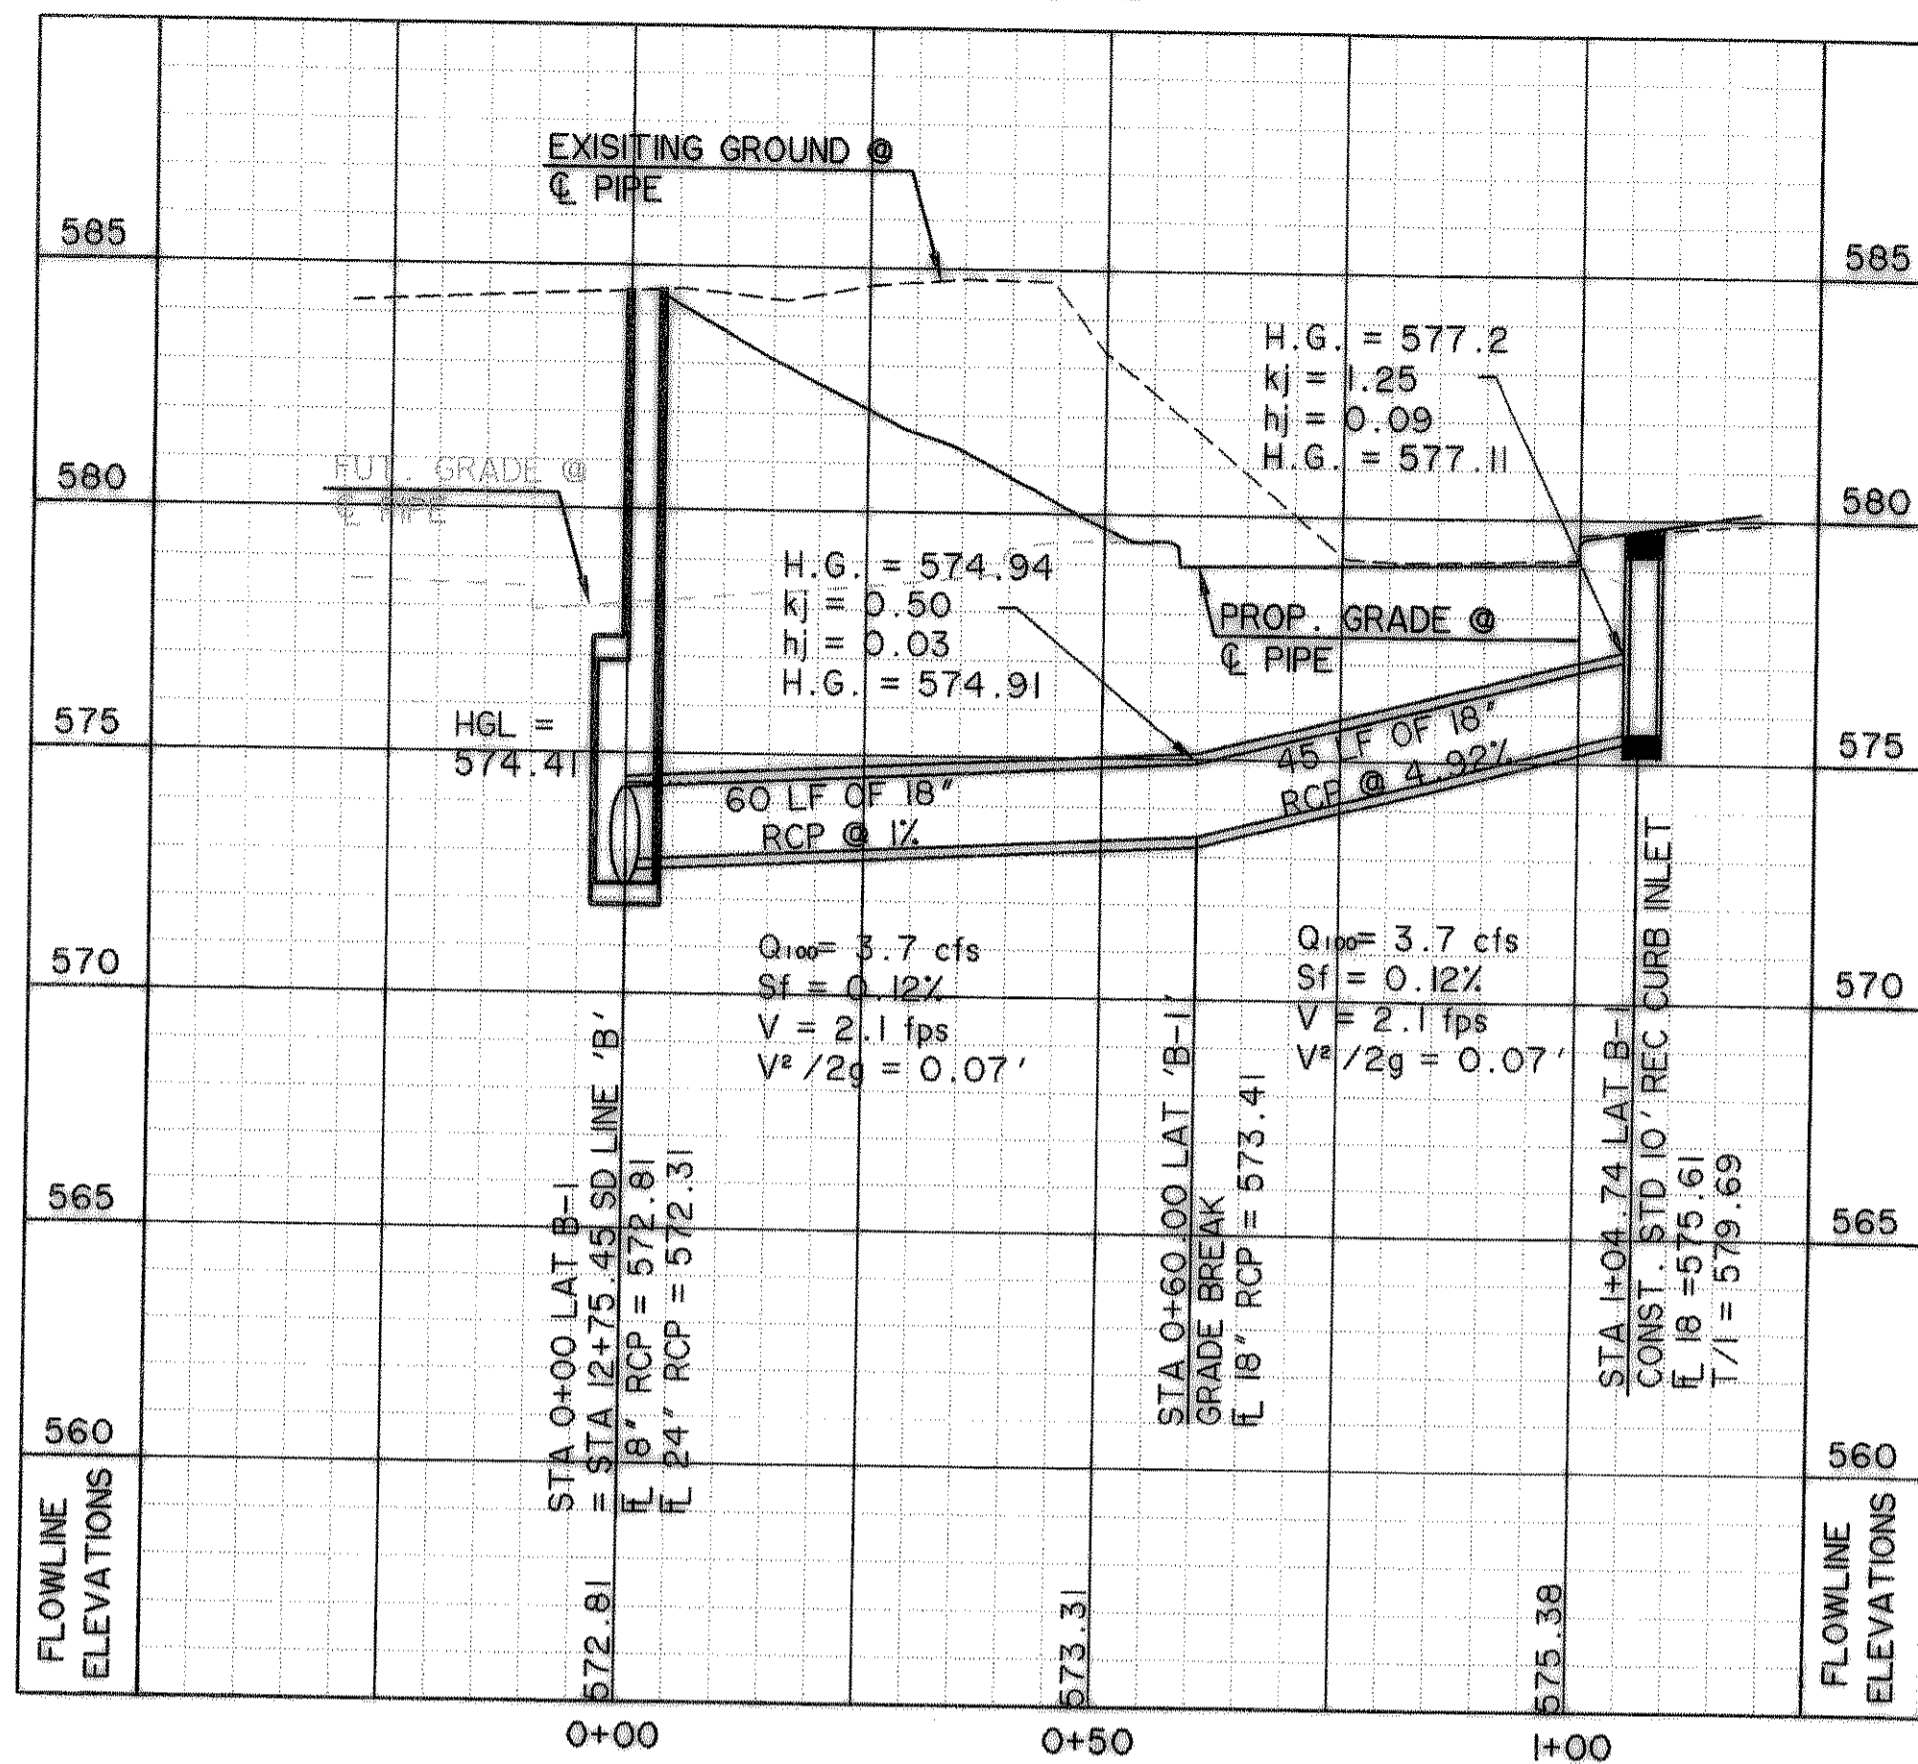 EXISITING GROUND @
℄ PIPE
585
585
H.G. = 577.2
kj = 1.25
hj = 0.09
H.G. = 577.11
FUT. GRADE @
℄ PIPE
580
580
H.G. = 574.94
kj = 0.50
hj = 0.03
H.G. = 574.91
PROP. GRADE @
℄ PIPE
HGL =
574.41
575
575
60 LF OF 18"
RCP @ 1%
45 LF OF 18"
RCP @ 4.92%
Q100= 3.7 cfs
Sf = 0.12%
V = 2.1 fps
V² /2g = 0.07 '
Q100= 3.7 cfs
Sf = 0.12%
V = 2.1 fps
V² /2g = 0.07 '
570
570
STA 0+00 LAT B-1
= STA 12+75.45 SD LINE 'B'
FL 18" RCP = 572.81
FL 24" RCP = 572.31
STA 0+60.00 LAT 'B-1'
GRADE BREAK
FL 18" RCP = 573.41
STA 1+04.74 LAT B-1
CONST. STD 10' REC CURB INLET
FL 18 =575.61
T/I = 579.69
565
565
560
560
FLOWLINE
ELEVATIONS
572.81
573.31
575.38
FLOWLINE
ELEVATIONS
0+00
0+50
1+00